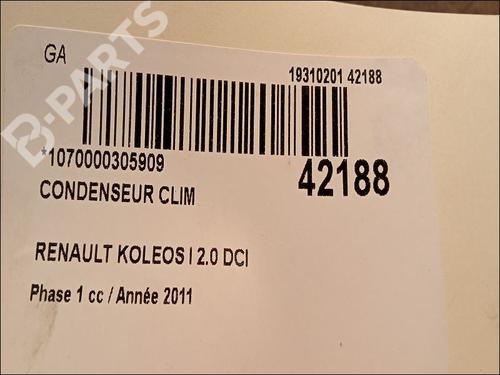 GA
B-PARTS
19310201 42188
*1070000305909
42188
CONDENSEUR CLIM
RENAULT KOLEOS I 2.0 DCI
Phase 1 cc / Année 2011